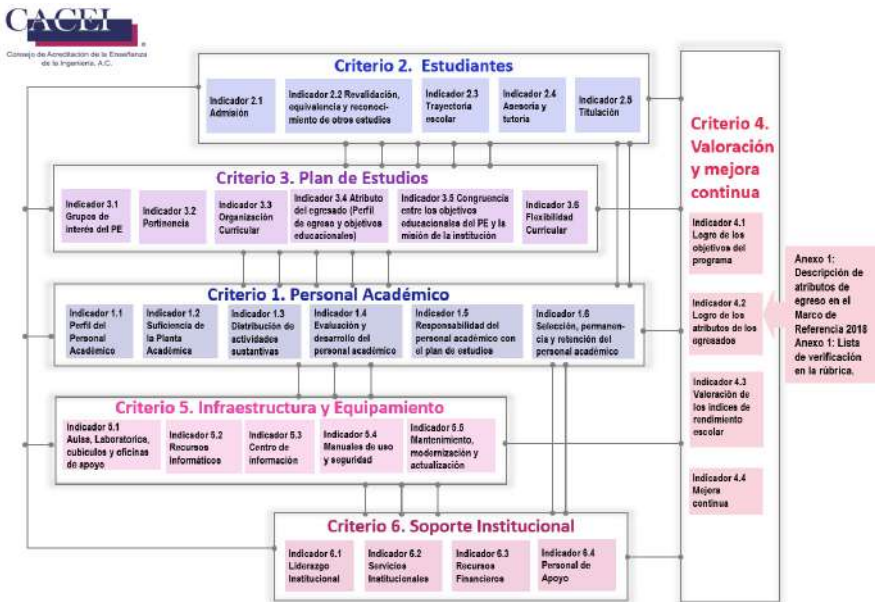 CACEI
Consejo de Acreditación de la Enseñanza
de la Ingeniería, A.C.
Criterio 2. Estudiantes
Indicador 2.1
Admisión
Indicador 2.2 Revalidación,
equivalencia y reconoci-
miento de otros estudios
Indicador 2.3
Trayectoria
escolar
Indicador 2.4
Asesoría y
tutoría
Indicador 2.5
Titulación
Criterio 3. Plan de Estudios
Indicador 3.1
Grupos de
interés del PE
Indicador 3.2
Pertinencia
Indicador 3.3
Organización
Curricular
Indicador 3.4 Atributo
del egresado (Perfil
de egreso y objetivos
educacionales)
Indicador 3.5 Congruencia
entre los objetivos
educacionales del PE y la
misión de la institución
Indicador 3.6
Flexibilidad
Curricular
Criterio 1. Personal Académico
Indicador 1.1
Perfil del
Personal
Académico
Indicador 1.2
Suficiencia de
la Planta
Académica
Indicador 1.3
Distribución de
actividades
sustantivas
Indicador 1.4
Evaluación y
desarrollo del
personal académico
Indicador 1.5
Responsabilidad del
personal académico con
el plan de estudios
Indicador 1.6
Selección, permanen-
cia y retención del
personal académico
Criterio 5. Infraestructura y Equipamiento
Indicador 5.1
Aulas, Laboratorios,
cubículos y oficinas
de apoyo
Indicador 5.2
Recursos
Informáticos
Indicador 5.3
Centro de
información
Indicador 5.4
Manuales de uso
y seguridad
Indicador 5.5
Mantenimiento,
modernización y
actualización
Criterio 6. Soporte Institucional
Indicador 6.1
Liderazgo
Institucional
Indicador 6.2
Servicios
Institucionales
Indicador 6.3
Recursos
Financieros
Indicador 6.4
Personal de
Apoyo
Criterio 4.
Valoración
y mejora
continua
Indicador 4.1
Logro de los
objetivos del
programa
Indicador 4.2
Logro de los
atributos de los
egresados
Indicador 4.3
Valoración de
los índices de
rendimiento
escolar
Indicador 4.4
Mejora
continua
Anexo 1:
Descripción de
atributos de
egreso en el
Marco de
Referencia 2018
Anexo 1: Lista
de verificación
en la rúbrica.